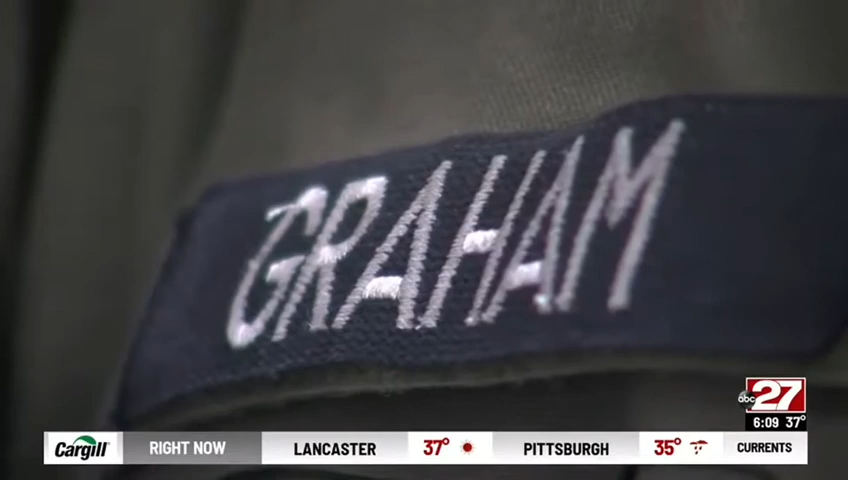 GRAHAM
abc 27
6:09 37°
Cargill RIGHT NOW LANCASTER 37° PITTSBURGH 35° CURRENTS